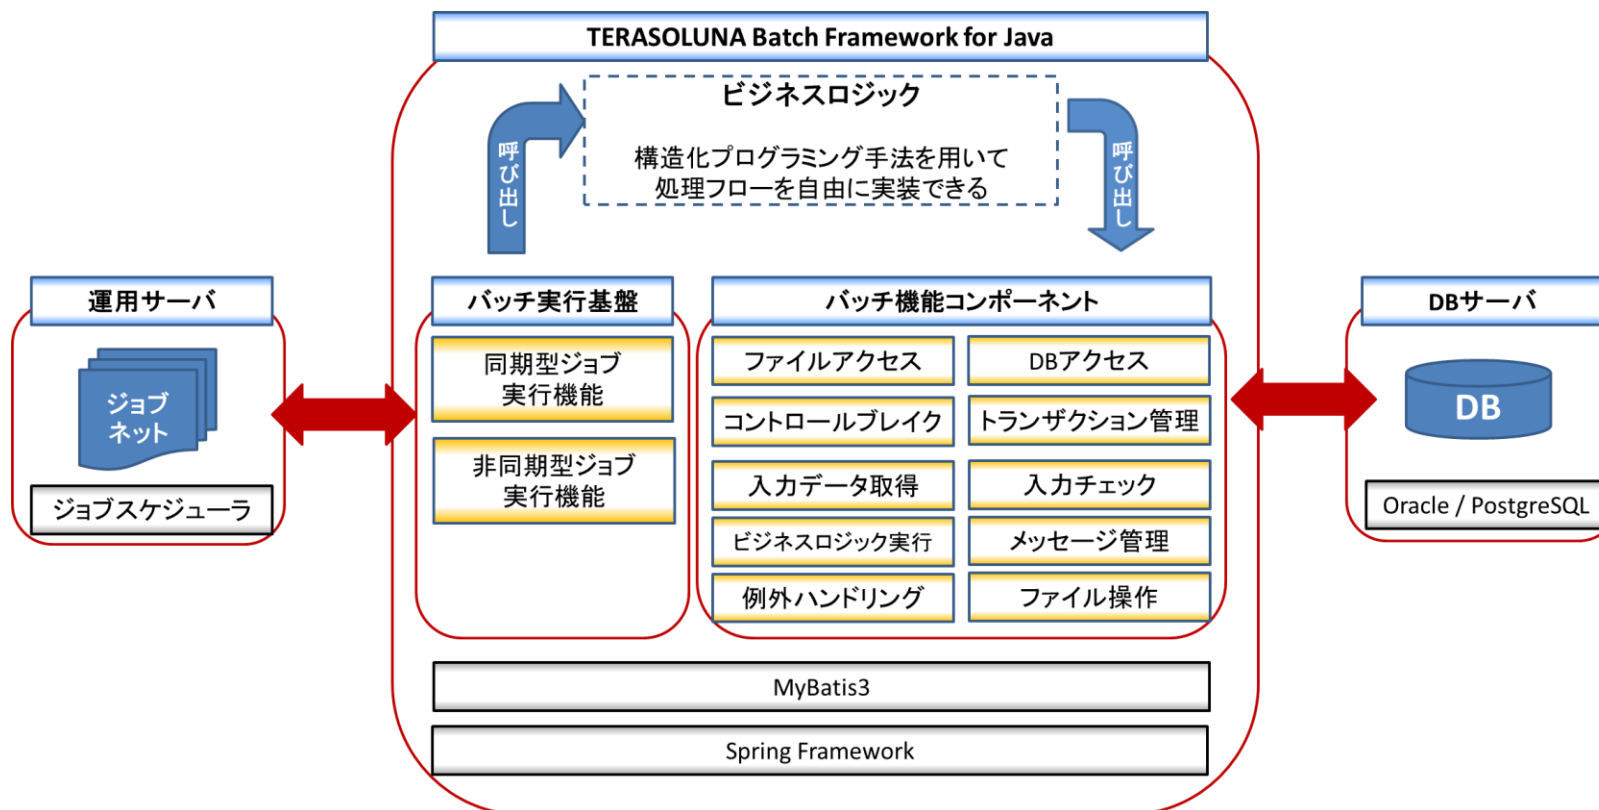 TERASOLUNA Batch Framework for Java
ビジネスロジック
構造化プログラミング手法を用いて
処理フローを自由に実装できる
呼び出し
呼び出し
運用サーバ
ジョブ
ネット
ジョブスケジューラ
バッチ実行基盤
同期型ジョブ
実行機能
非同期型ジョブ
実行機能
バッチ機能コンポーネント
ファイルアクセス
DBアクセス
コントロールブレイク
トランザクション管理
入力データ取得
入力チェック
ビジネスロジック実行
メッセージ管理
例外ハンドリング
ファイル操作
DBサーバ
DB
Oracle / PostgreSQL
MyBatis3
Spring Framework